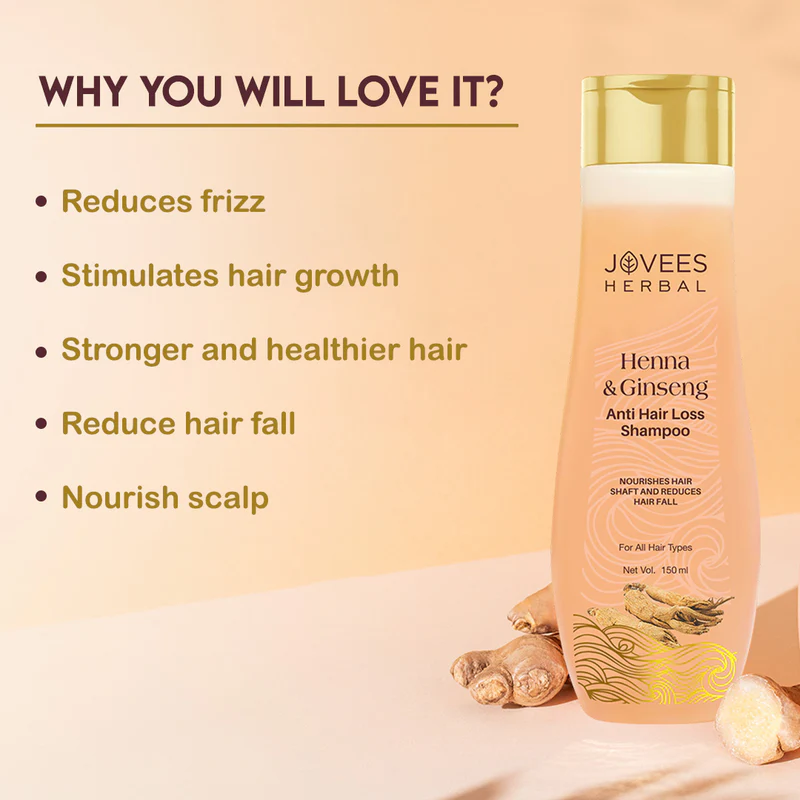 WHY YOU WILL LOVE IT?
Reduces frizz
Stimulates hair growth
Stronger and healthier hair
Reduce hair fall
Nourish scalp
JOVEES
HERBAL
Henna
& Ginseng
Anti Hair Loss
Shampoo
NOURISHES HAIR
SHAFT AND REDUCES
HAIR FALL
For All Hair Types
Net Vol. 150 ml